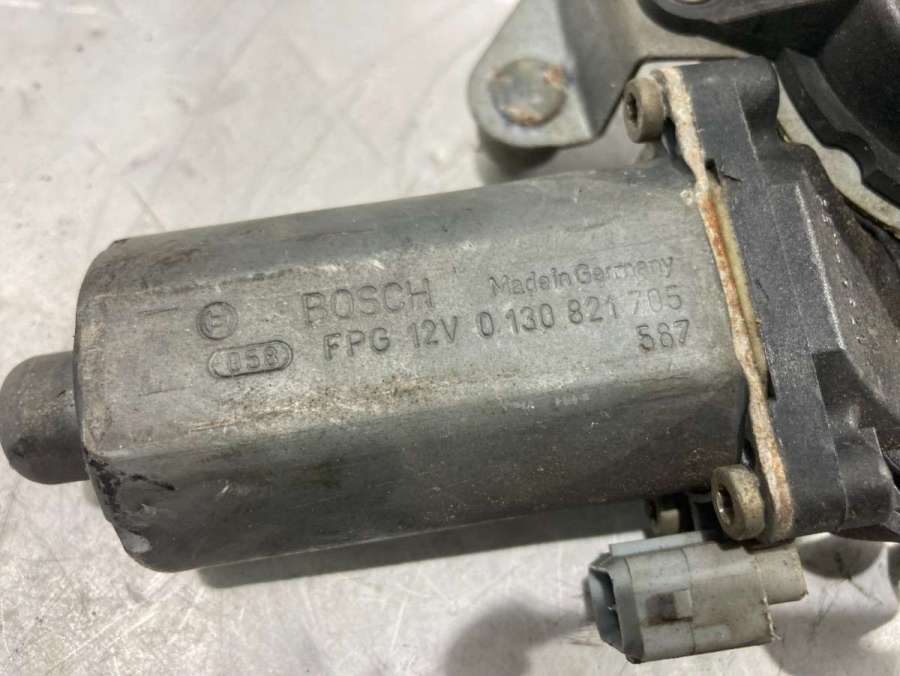 BOSCH Made in Germany
058 FPG 12V 0 130 821 705
587